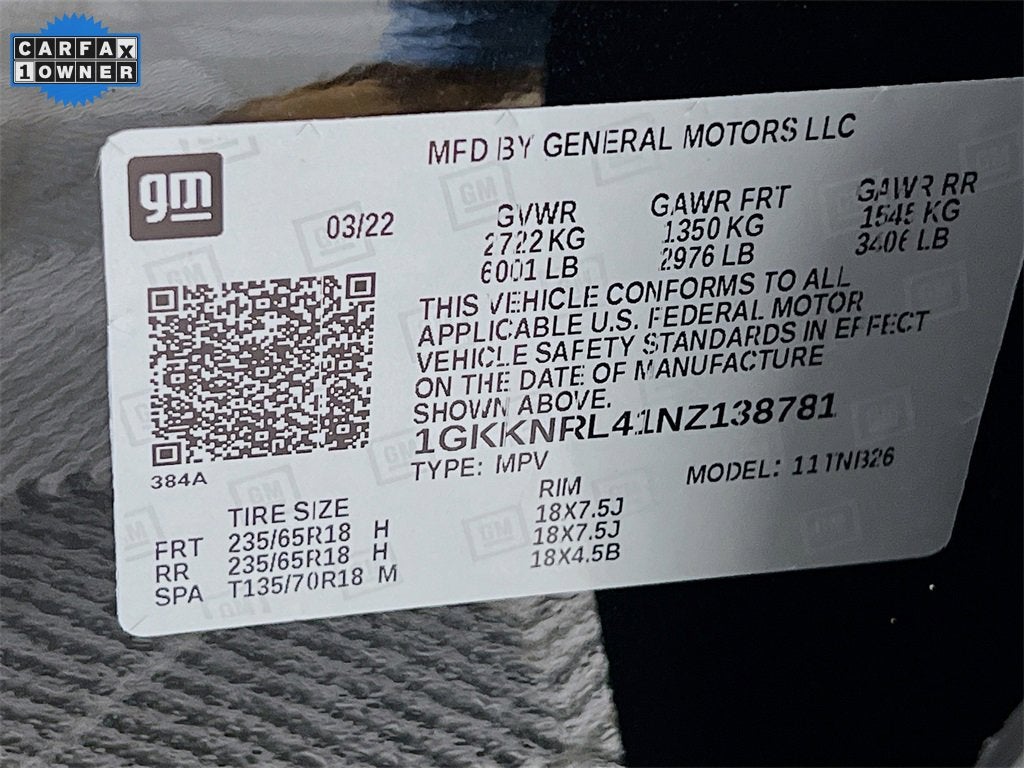 CARFAX
1 OWNER
gm
MFD BY GENERAL MOTORS LLC
03/22
GVWR GAWR FRT GAWR RR
2722 KG 1350 KG 1545 KG
6001 LB 2976 LB 3406 LB
THIS VEHICLE CONFORMS TO ALL
APPLICABLE U.S. FEDERAL MOTOR
VEHICLE SAFETY STANDARDS IN EFFECT
ON THE DATE OF MANUFACTURE
SHOWN ABOVE.
1GKKNRL41NZ138781
TYPE: MPV MODEL: 11TNB26
384A
TIRE SIZE RIM
FRT 235/65R18 H 18X7.5J
RR 235/65R18 H 18X7.5J
SPA T135/70R18 M 18X4.5B